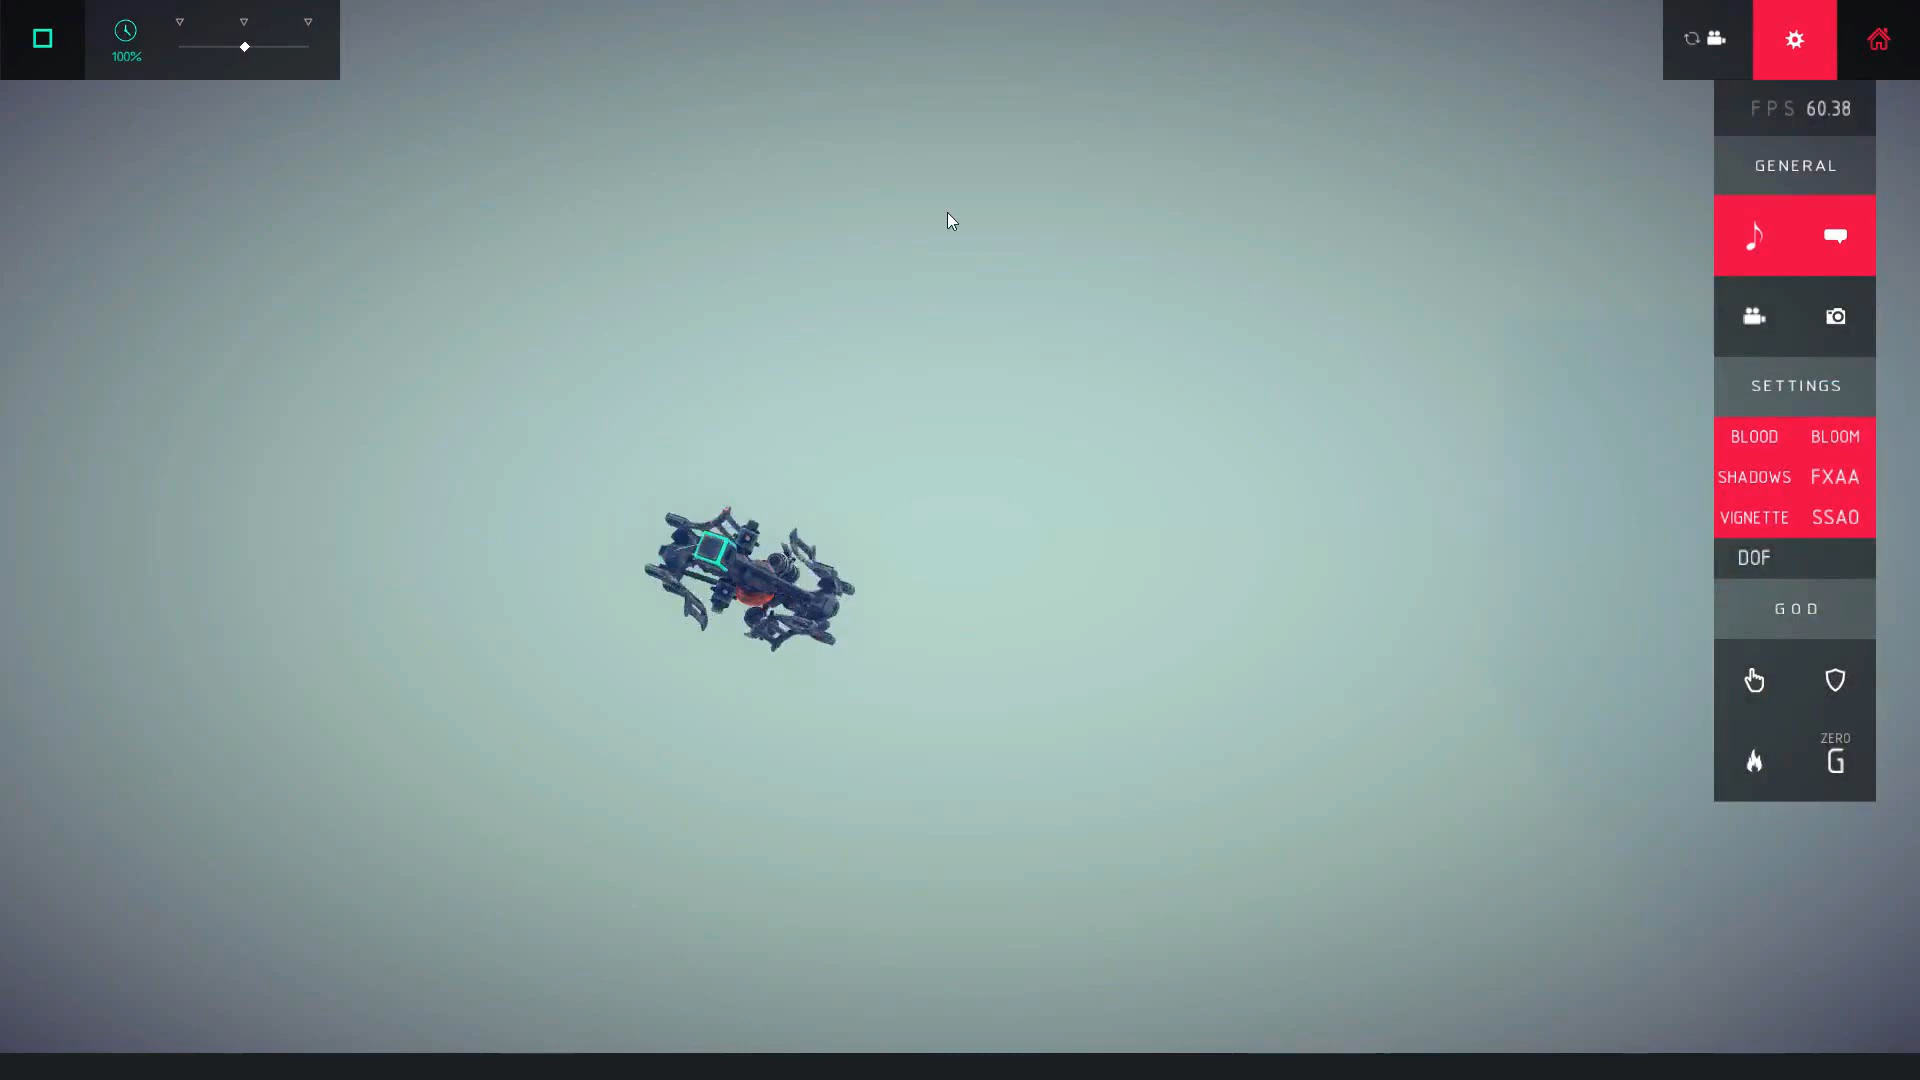 100%
FPS 60.38
GENERAL
SETTINGS
BLOOD BLOOM
SHADOWS FXAA
VIGNETTE SSAO
DOF
GOD
ZERO
G